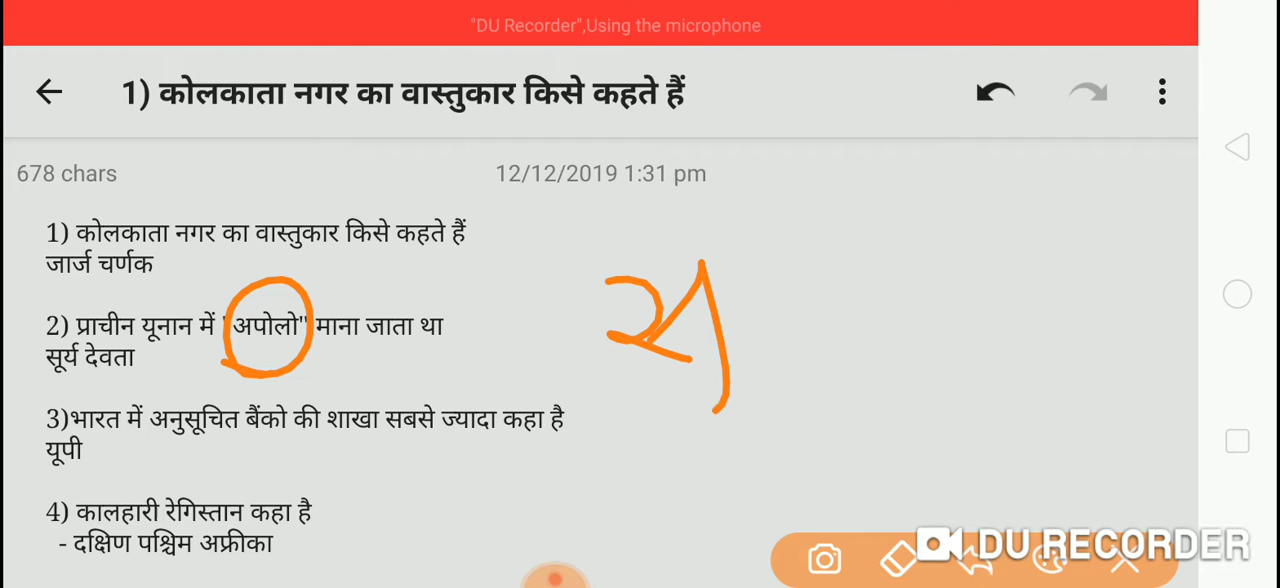 "DU Recorder",Using the microphone
1) कोलकाता नगर का वास्तुकार किसे कहते हैं
678 chars
12/12/2019 1:31 pm
1) कोलकाता नगर का वास्तुकार किसे कहते हैं
जार्ज चर्णक
2) प्राचीन यूनान में "अपोलो" माना जाता था
सूर्य देवता
3)भारत में अनुसूचित बैंको की शाखा सबसे ज्यादा कहा है
यूपी
4) कालहारी रेगिस्तान कहा है
- दक्षिण पश्चिम अफ्रीका
DU RECORDER